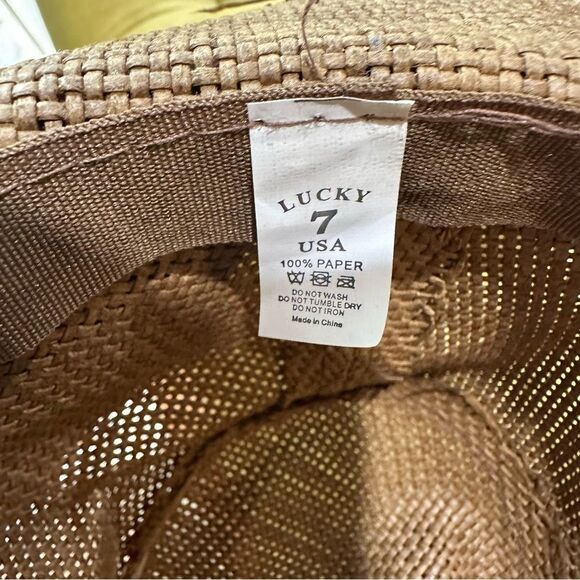 LUCKY
7
USA
100% PAPER
DO NOT WASH
DO NOT TUMBLE DRY
DO NOT IRON
Made in China